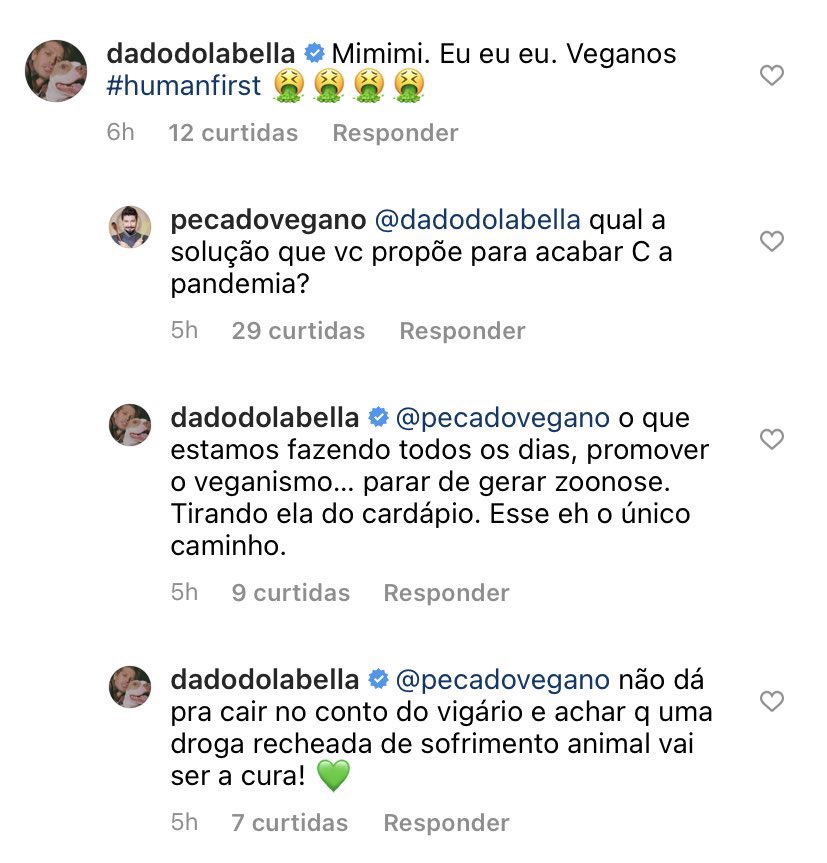 dadodolabella Mimimi. Eu eu eu. Veganos
#humanfirst 🤮🤮🤮🤮
6h 12 curtidas Responder
pecadovegano @dadodolabella qual a
solução que vc propõe para acabar C a
pandemia?
5h 29 curtidas Responder
dadodolabella @pecadovegano o que
estamos fazendo todos os dias, promover
o veganismo... parar de gerar zoonose.
Tirando ela do cardápio. Esse eh o único
caminho.
5h 9 curtidas Responder
dadodolabella @pecadovegano não dá
pra cair no conto do vigário e achar q uma
droga recheada de sofrimento animal vai
ser a cura! 💚
5h 7 curtidas Responder